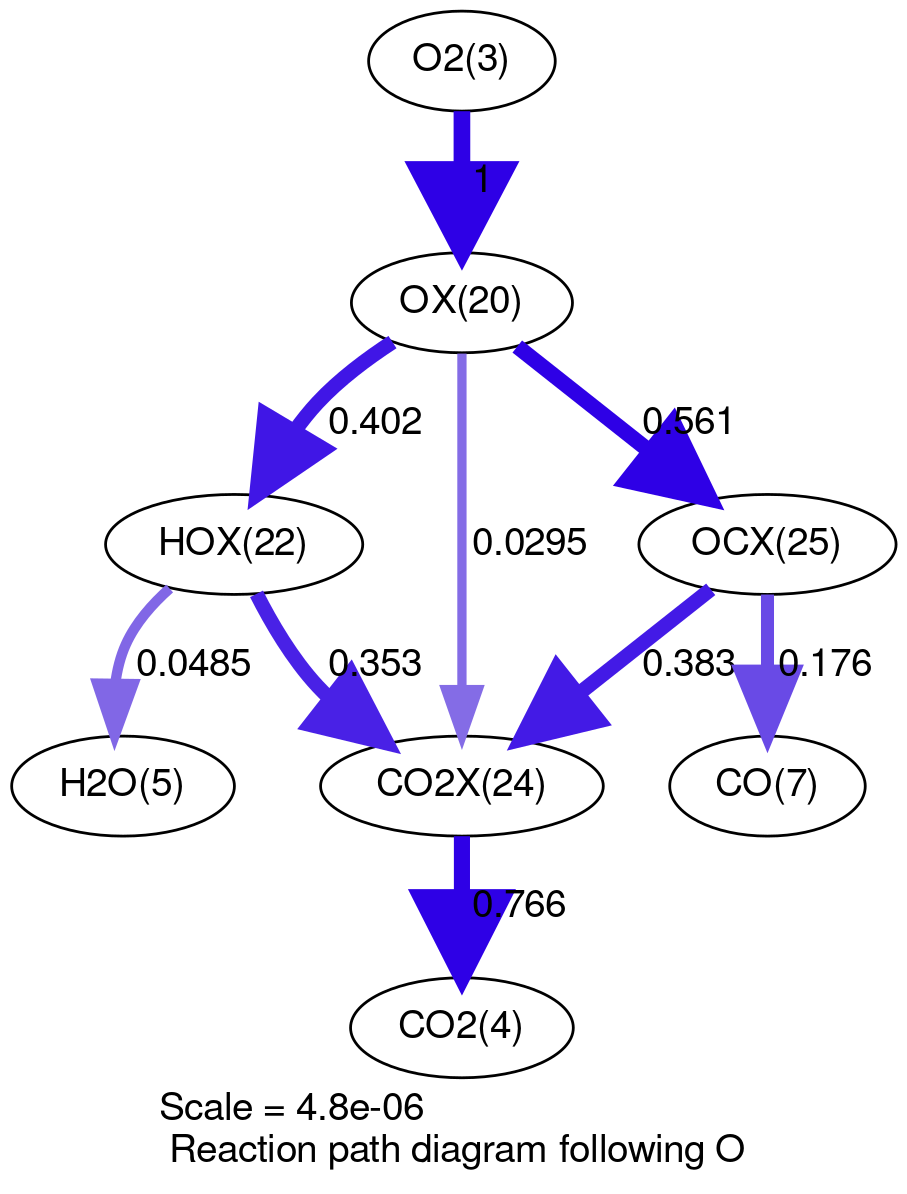 O2(3)
1
OX(20)
0.402
0.561
HOX(22)
0.0295
OCX(25)
0.0485
0.353
0.383
0.176
H2O(5)
CO2X(24)
CO(7)
0.766
CO2(4)
Scale = 4.8e-06
Reaction path diagram following O